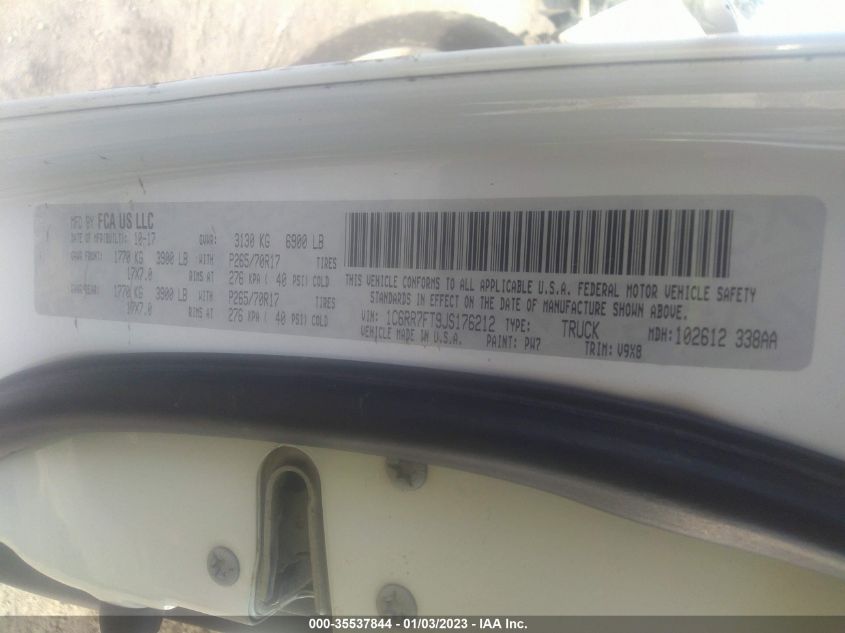 MFD BY FCA US LLC
DATE OF MFR(BUILT): 10-17 GVWR: 3130 KG 6900 LB
GAWR FRONT: 1770 KG 3900 LB WITH P265/70R17 TIRES
17X7.0 RIMS AT 276 KPA ( 40 PSI) COLD
GAWR REAR: 1770 KG 3900 LB WITH P265/70R17 TIRES
17X7.0 RIMS AT 276 KPA ( 40 PSI) COLD
THIS VEHICLE CONFORMS TO ALL APPLICABLE U.S.A. FEDERAL MOTOR VEHICLE SAFETY
STANDARDS IN EFFECT ON THE DATE OF MANUFACTURE SHOWN ABOVE.
VIN: 1C6RR7FT9JS176212 TYPE: TRUCK MDH: 102612 338AA
VEHICLE MADE IN U.S.A. PAINT: PW7 TRIM: V9X8
000-35537844 - 01/03/2023 - IAA Inc.